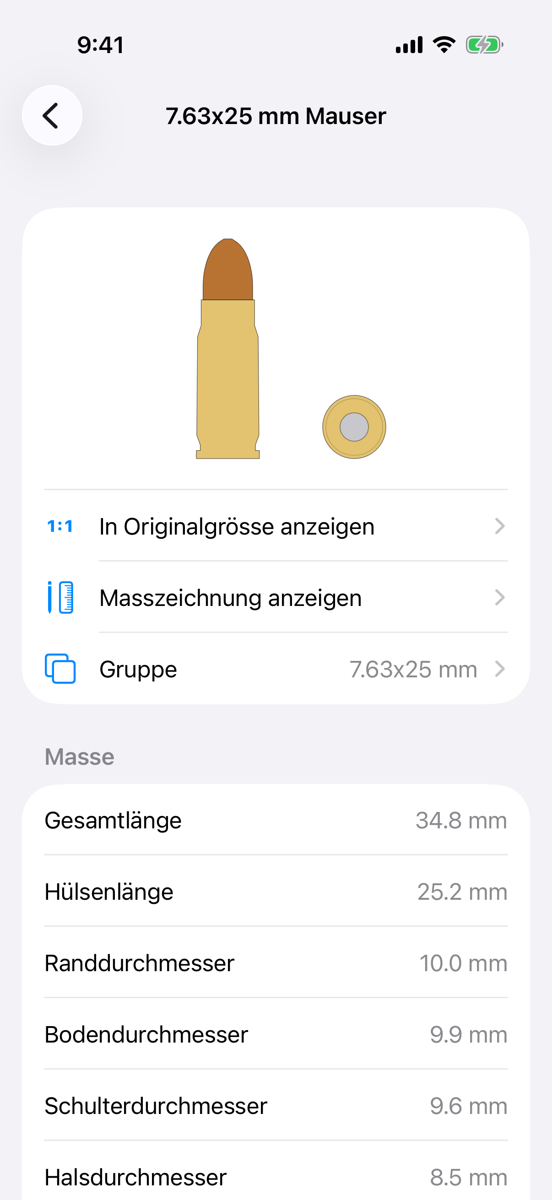 9:41
7.63x25 mm Mauser
1:1 In Originalgrösse anzeigen
Masszeichnung anzeigen
Gruppe 7.63x25 mm
Masse
Gesamtlänge 34.8 mm
Hülsenlänge 25.2 mm
Randdurchmesser 10.0 mm
Bodendurchmesser 9.9 mm
Schulterdurchmesser 9.6 mm
Halsdurchmesser 8.5 mm